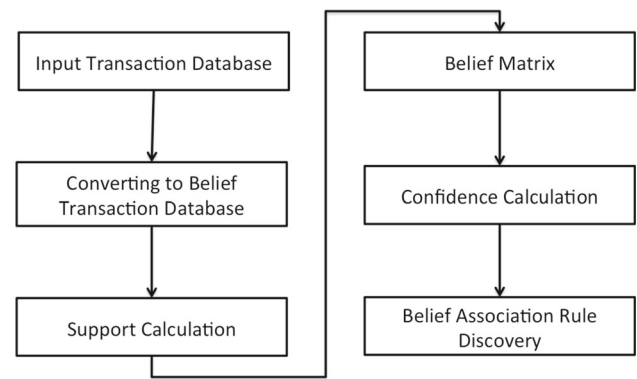 Input Transaction Database
Converting to Belief
Transaction Database
Support Calculation
Belief Matrix
Confidence Calculation
Belief Association Rule
Discovery